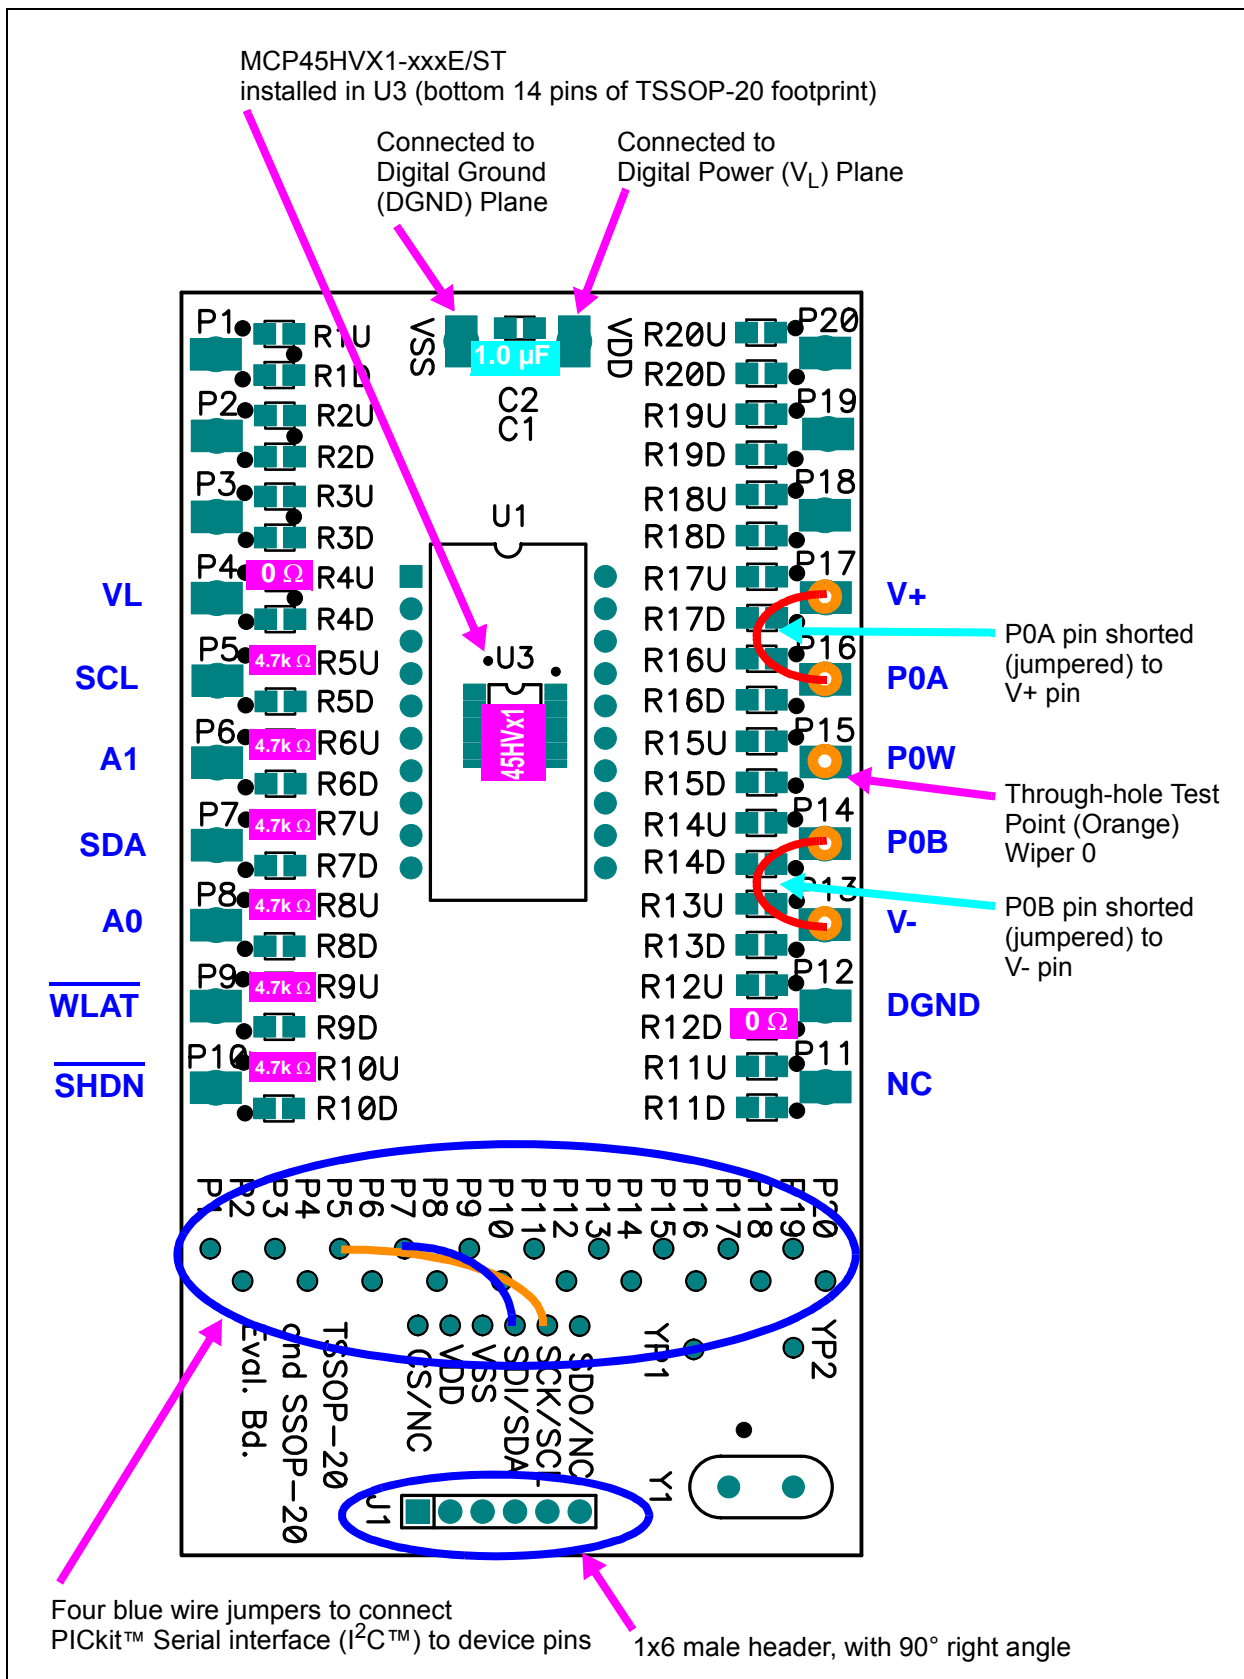 MCP45HVX1-xxxE/ST
installed in U3 (bottom 14 pins of TSSOP-20 footprint)
Connected to
Digital Ground
(DGND) Plane
Connected to
Digital Power (VL) Plane
P1
R1U
R1D
P2
R2U
R2D
P3
R3U
R3D
VL
P4
0 Ω
R4U
R4D
SCL
P5
4.7k Ω
R5U
R5D
A1
P6
4.7k Ω
R6U
R6D
SDA
P7
4.7k Ω
R7U
R7D
A0
P8
4.7k Ω
R8U
R8D
WLAT
P9
4.7k Ω
R9U
R9D
SHDN
P10
4.7k Ω
R10U
R10D
VSS
1.0 µF
VDD
C2
C1
U1
U3
45HVx1
R20U
P20
R20D
R19U
P19
R19D
R18U
P18
R18D
R17U
P17
V+
R17D
R16U
P16
P0A
R16D
R15U
P15
P0W
R15D
R14U
P14
P0B
R14D
R13U
P13
V-
R13D
R12U
P12
DGND
R12D
0 Ω
R11U
P11
NC
R11D
P0A pin shorted
(jumpered) to
V+ pin
Through-hole Test
Point (Orange)
Wiper 0
P0B pin shorted
(jumpered) to
V- pin
P1
P2
P3
P4
P5
P6
P7
P8
P9
P10
P11
P12
P13
P14
P15
P16
P17
P18
P19
P20
TSSOP-20
and SSOP-20
Eval. Bd.
CS/NC
VDD
VSS
SDI/SDA
SCK/SCL
SDO/NC
YP1
YP2
J1
Y1
Four blue wire jumpers to connect
PICkit™ Serial interface (I²C™) to device pins
1x6 male header, with 90° right angle